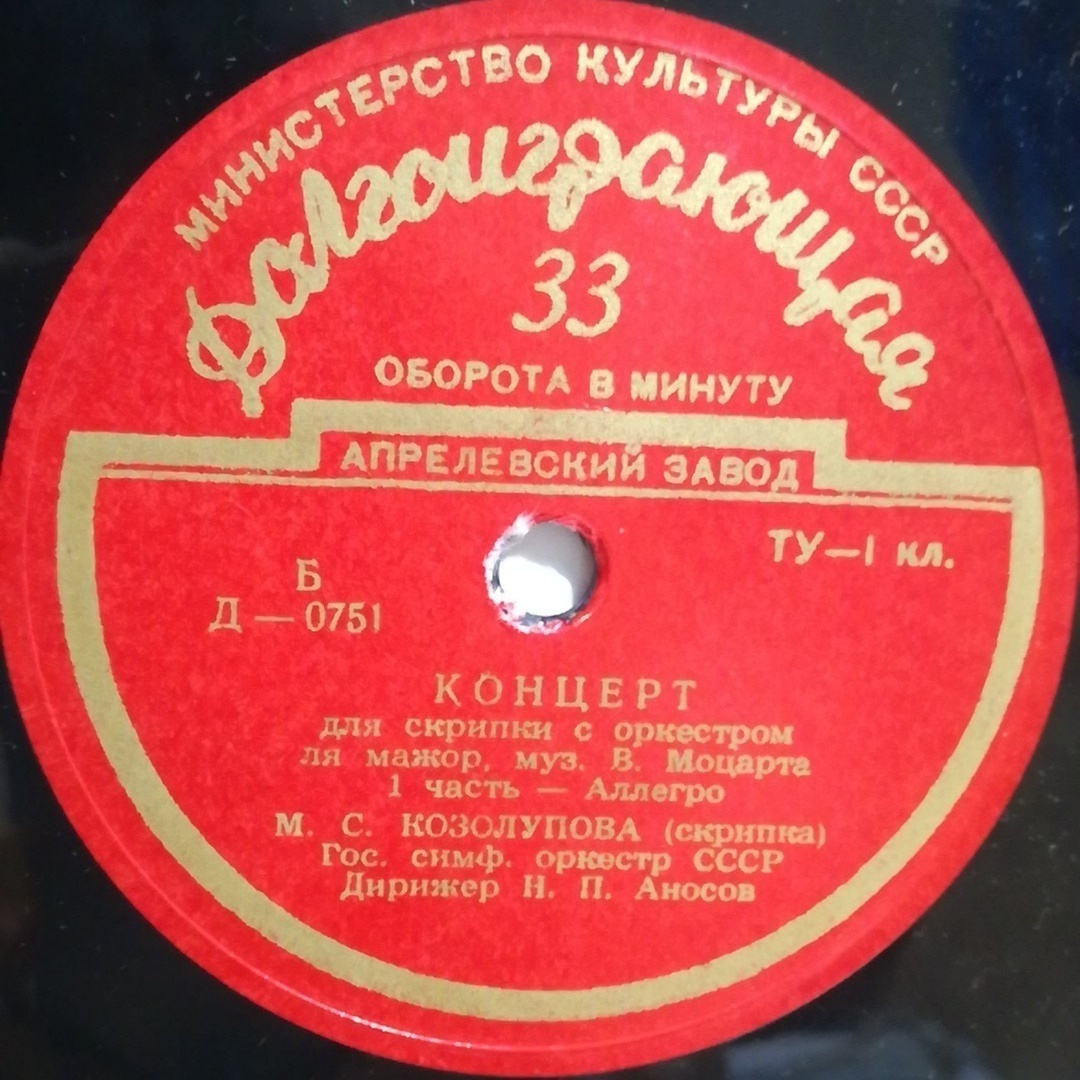 МИНИСТЕРСТВО КУЛЬТУРЫ СССР
Долгоиграющая
33
ОБОРОТА В МИНУТУ
АПРЕЛЕВСКИЙ ЗАВОД
ТУ—1 кл.
Б
Д — 0751
КОНЦЕРТ
для скрипки с оркестром
ля мажор, муз. В. Моцарта
1 часть — Аллегро
М. С. КОЗОЛУПОВА (скрипка)
Гос. симф. оркестр СССР
Дирижер Н. П. Аносов